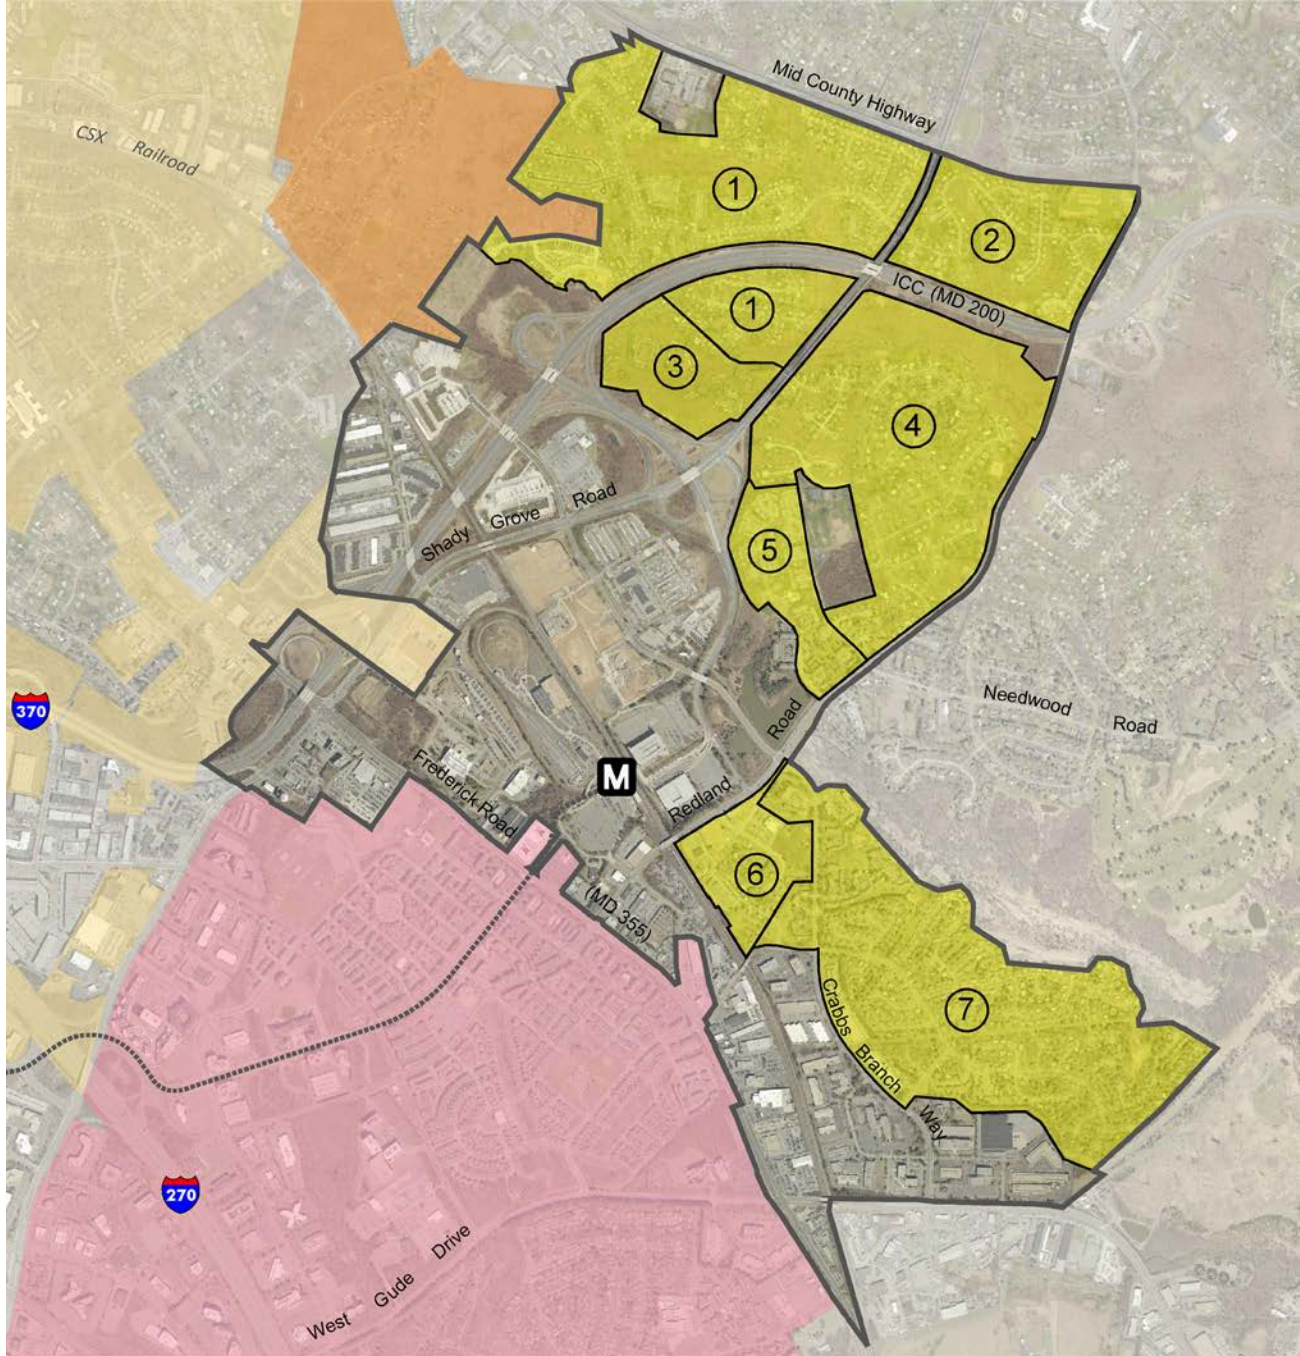 Mid County Highway
CSX Railroad
1
2
ICC (MD 200)
1
3
4
Shady Grove Road
5
370
Needwood Road
Road
Redland
M
Frederick Road
6
(MD 355)
7
Crabbs Branch Way
270
West Gude Drive